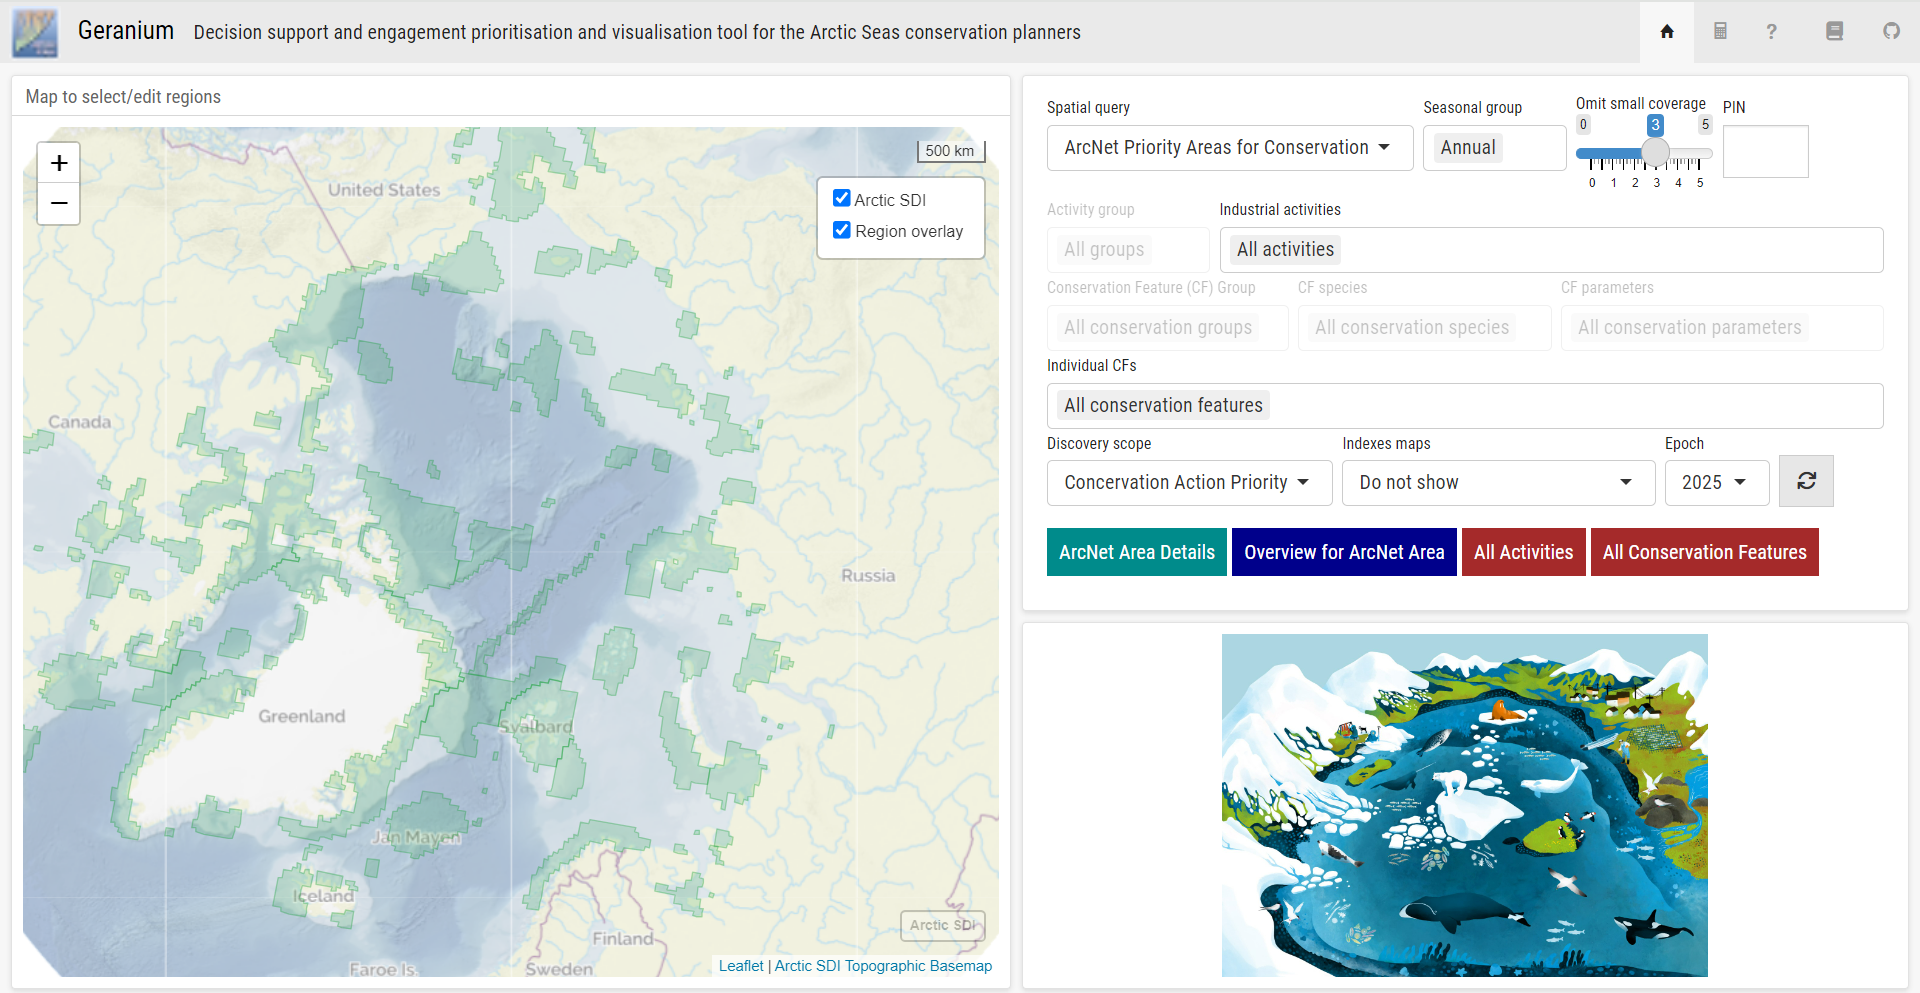 Geranium Decision support and engagement prioritisation and visualisation tool for the Arctic Seas conservation planners
?
Map to select/edit regions
+
−
500 km
Arctic SDI
Region overlay
United States
Canada
Russia
Greenland
Svalbard
Jan Mayen
Iceland
Finland
Faroe Is.
Sweden
Arctic SDI
Leaflet | Arctic SDI Topographic Basemap
Spatial query
ArcNet Priority Areas for Conservation
Seasonal group
Annual
Omit small coverage
0 3 5
0 1 2 3 4 5
PIN
Activity group
All groups
Industrial activities
All activities
Conservation Feature (CF) Group
All conservation groups
CF species
All conservation species
CF parameters
All conservation parameters
Individual CFs
All conservation features
Discovery scope
Concervation Action Priority
Indexes maps
Do not show
Epoch
2025
ArcNet Area Details
Overview for ArcNet Area
All Activities
All Conservation Features